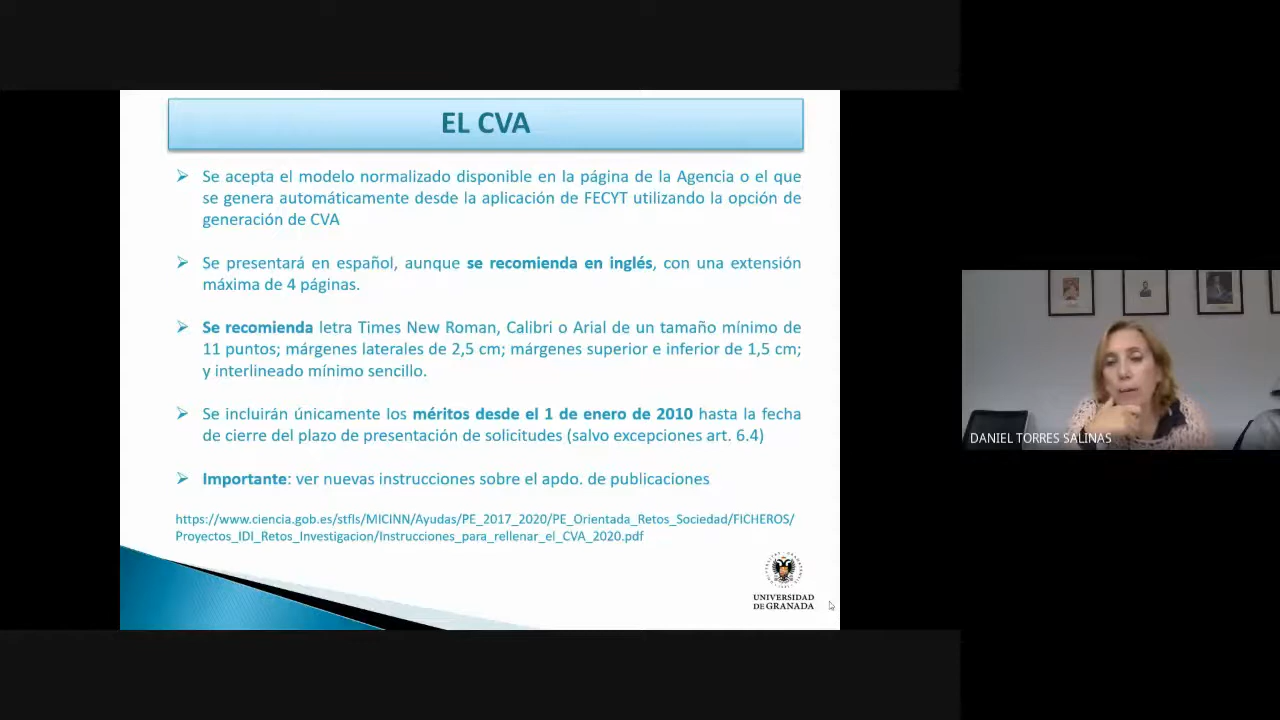 EL CVA
Se acepta el modelo normalizado disponible en la página de la Agencia o el que
se genera automáticamente desde la aplicación de FECYT utilizando la opción de
generación de CVA
Se presentará en español, aunque se recomienda en inglés, con una extensión
máxima de 4 páginas.
Se recomienda letra Times New Roman, Calibri o Arial de un tamaño mínimo de
11 puntos; márgenes laterales de 2,5 cm; márgenes superior e inferior de 1,5 cm;
y interlineado mínimo sencillo.
Se incluirán únicamente los méritos desde el 1 de enero de 2010 hasta la fecha
de cierre del plazo de presentación de solicitudes (salvo excepciones art. 6.4)
Importante: ver nuevas instrucciones sobre el apdo. de publicaciones
https://www.ciencia.gob.es/stfls/MICINN/Ayudas/PE_2017_2020/PE_Orientada_Retos_Sociedad/FICHEROS/
Proyectos_IDI_Retos_Investigacion/Instrucciones_para_rellenar_el_CVA_2020.pdf
UNIVERSIDAD
DE GRANADA
DANIEL TORRES SALINAS